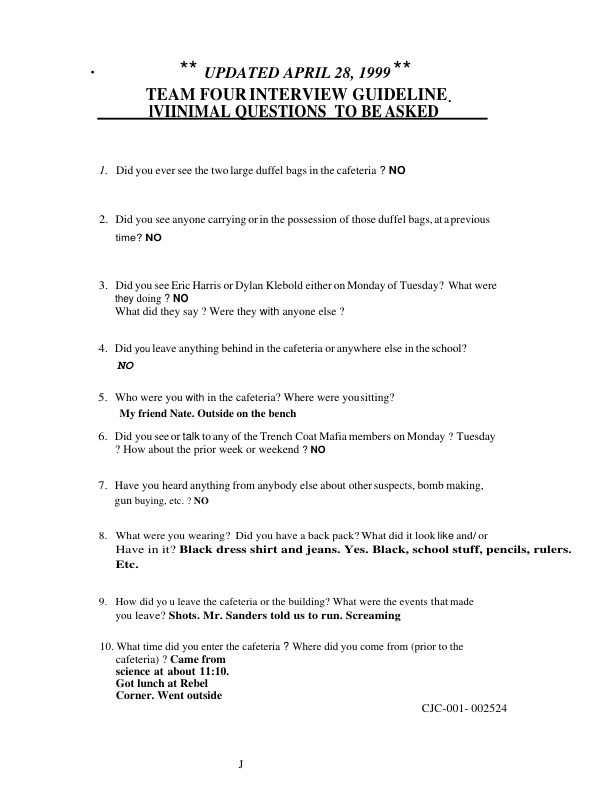 ** UPDATED APRIL 28, 1999**
TEAM FOUR INTERVIEW GUIDELINE.
lVIINIMAL QUESTIONS TO BE ASKED
1. Did you ever see the two large duffel bags in the cafeteria ? NO
2. Did you see anyone carrying or in the possession of those duffel bags, at a previous
time? NO
3. Did you see Eric Harris or Dylan Klebold either on Monday of Tuesday? What were
they doing ? NO
What did they say ? Were they with anyone else ?
4. Did you leave anything behind in the cafeteria or anywhere else in the school?
NO
5. Who were you with in the cafeteria? Where were you sitting?
My friend Nate. Outside on the bench
6. Did you see or talk to any of the Trench Coat Mafia members on Monday ? Tuesday
? How about the prior week or weekend ? NO
7. Have you heard anything from anybody else about other suspects, bomb making,
gun buying, etc. ? NO
8. What were you wearing? Did you have a back pack? What did it look like and/ or
Have in it? Black dress shirt and jeans. Yes. Black, school stuff, pencils, rulers.
Etc.
9. How did yo u leave the cafeteria or the building? What were the events that made
you leave? Shots. Mr. Sanders told us to run. Screaming
10. What time did you enter the cafeteria ? Where did you come from (prior to the
cafeteria) ? Came from
science at about 11:10.
Got lunch at Rebel
Corner. Went outside
CJC-001- 002524
J